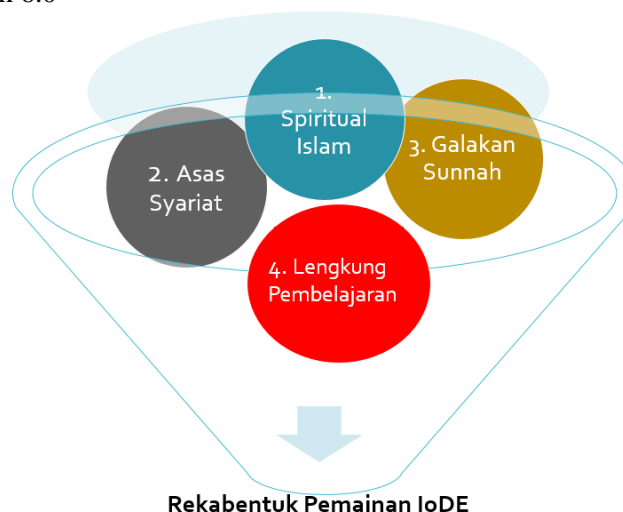 1.
Spiritual
Islam
2. Asas
Syariat
3. Galakan
Sunnah
4. Lengkung
Pembelajaran
Rekabentuk Pemainan IoDE